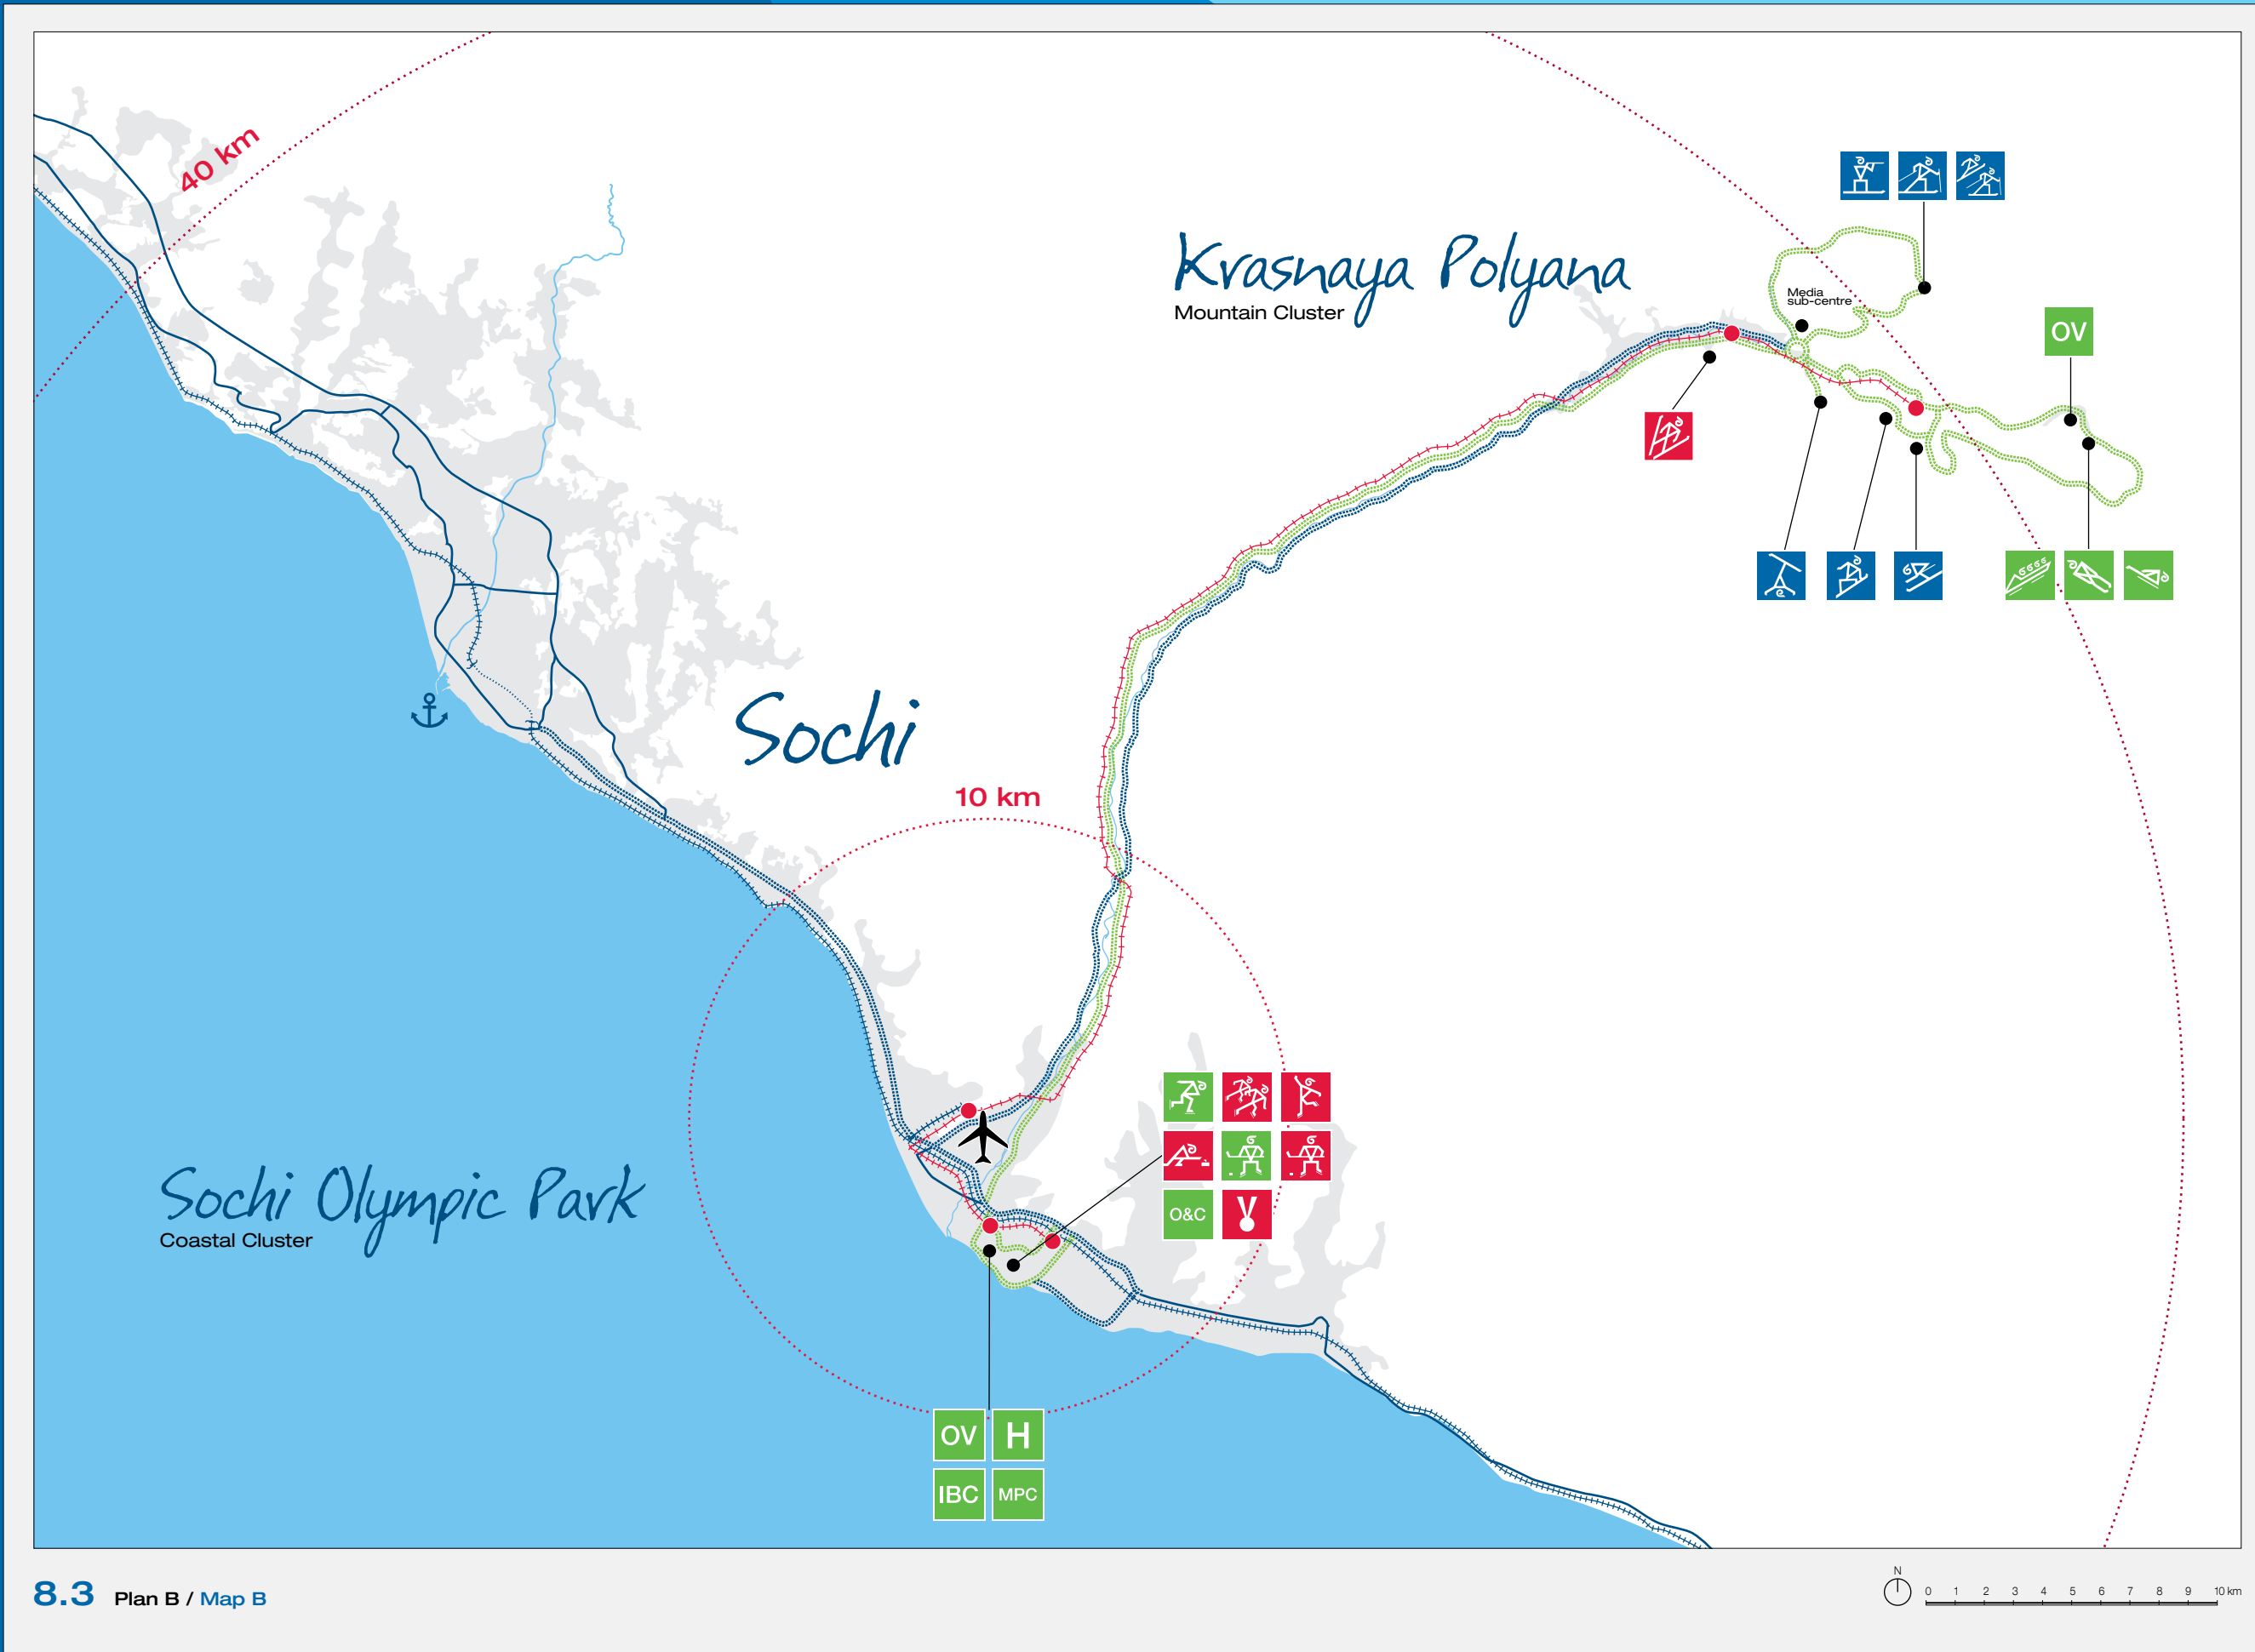 40 km
Krasnaya Polyana
Mountain Cluster
Media
sub-centre
OV
Sochi
10 km
Sochi Olympic Park
Coastal Cluster
O&C
OV
H
IBC
MPC
8.3 Plan B / Map B
N
0 1 2 3 4 5 6 7 8 9 10 km